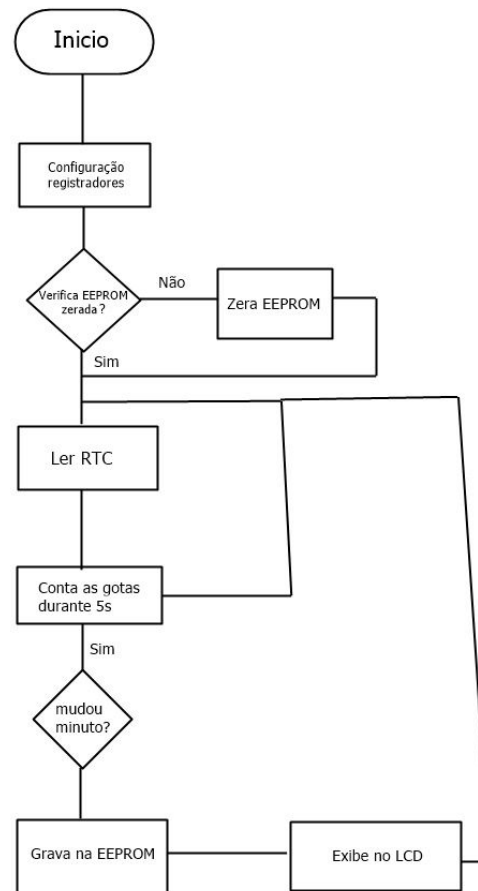 Inicio
Configuração
registradores
Verifica EEPROM
zerada?
Não
Zera EEPROM
Sim
Ler RTC
Conta as gotas
durante 5s
Sim
mudou
minuto?
Grava na EEPROM
Exibe no LCD